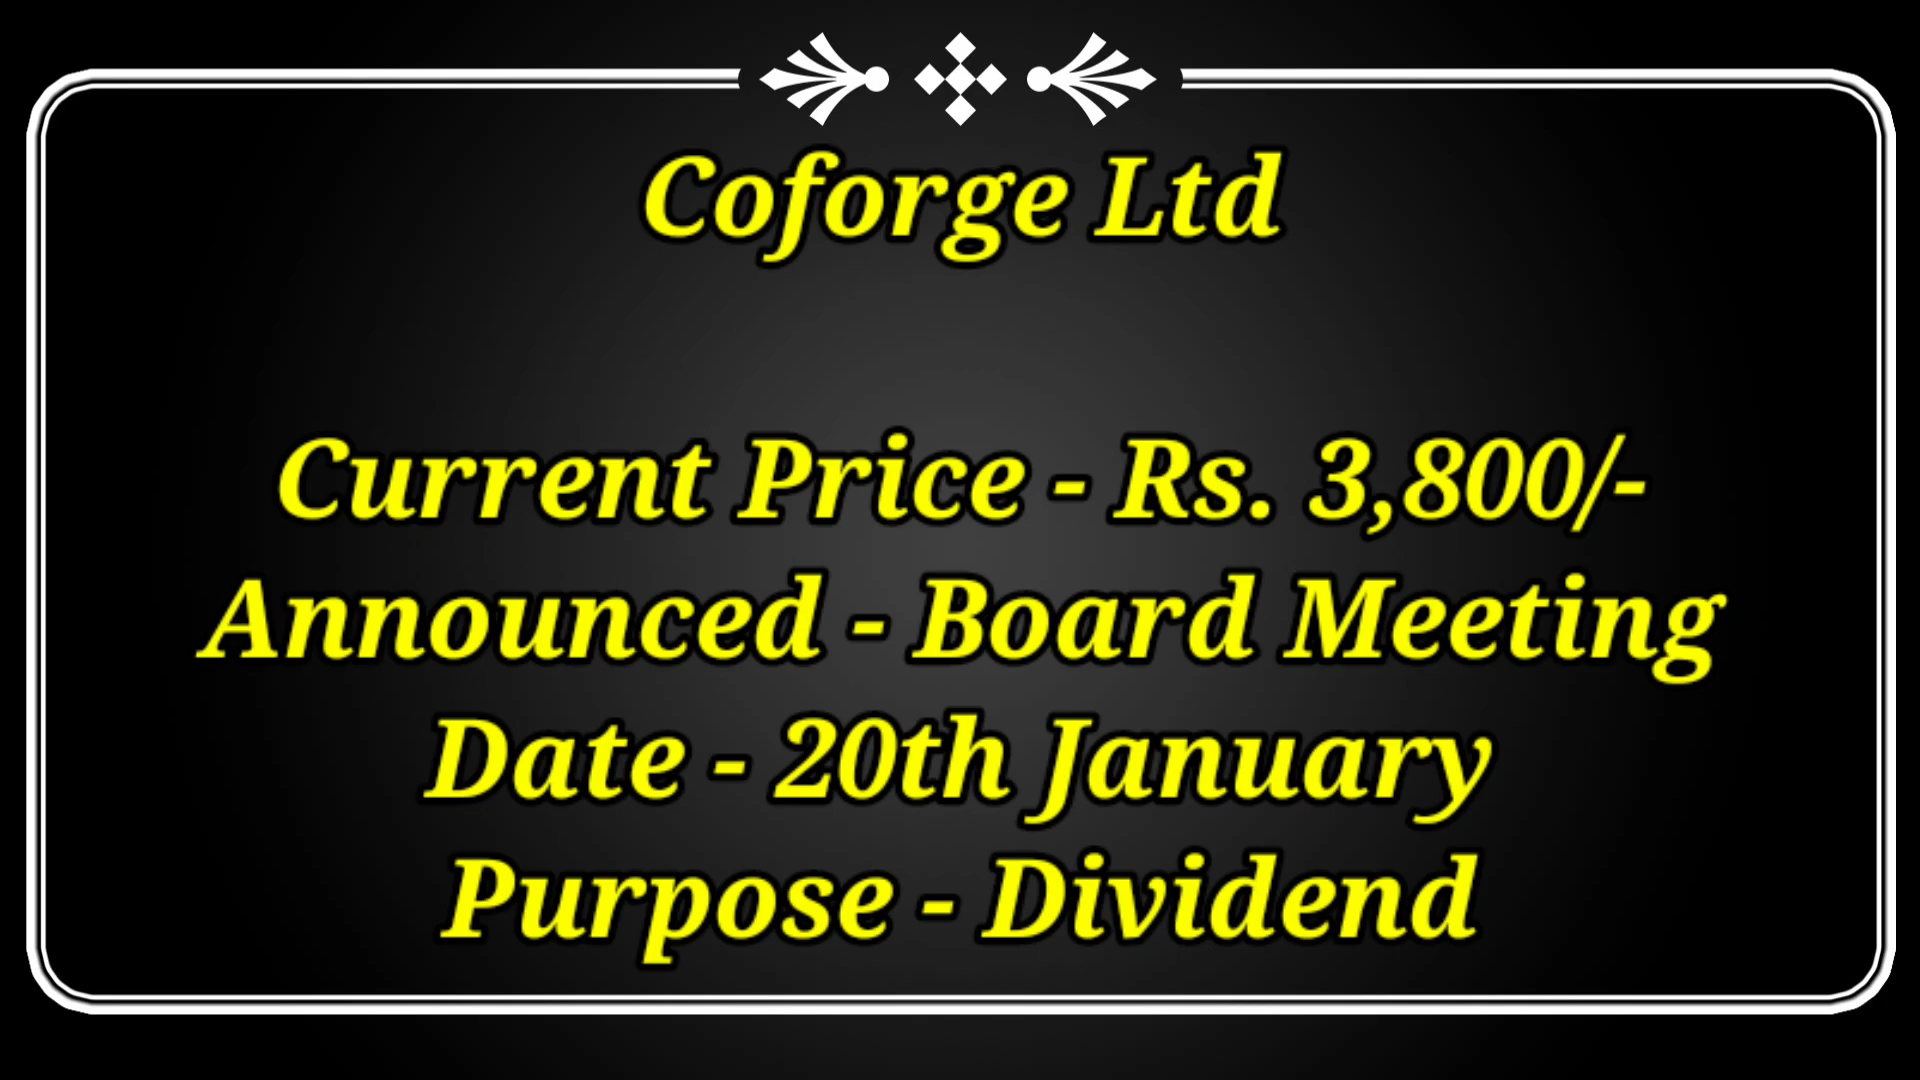 Coforge Ltd
Current Price - Rs. 3,800/-
Announced - Board Meeting
Date - 20th January
Purpose - Dividend